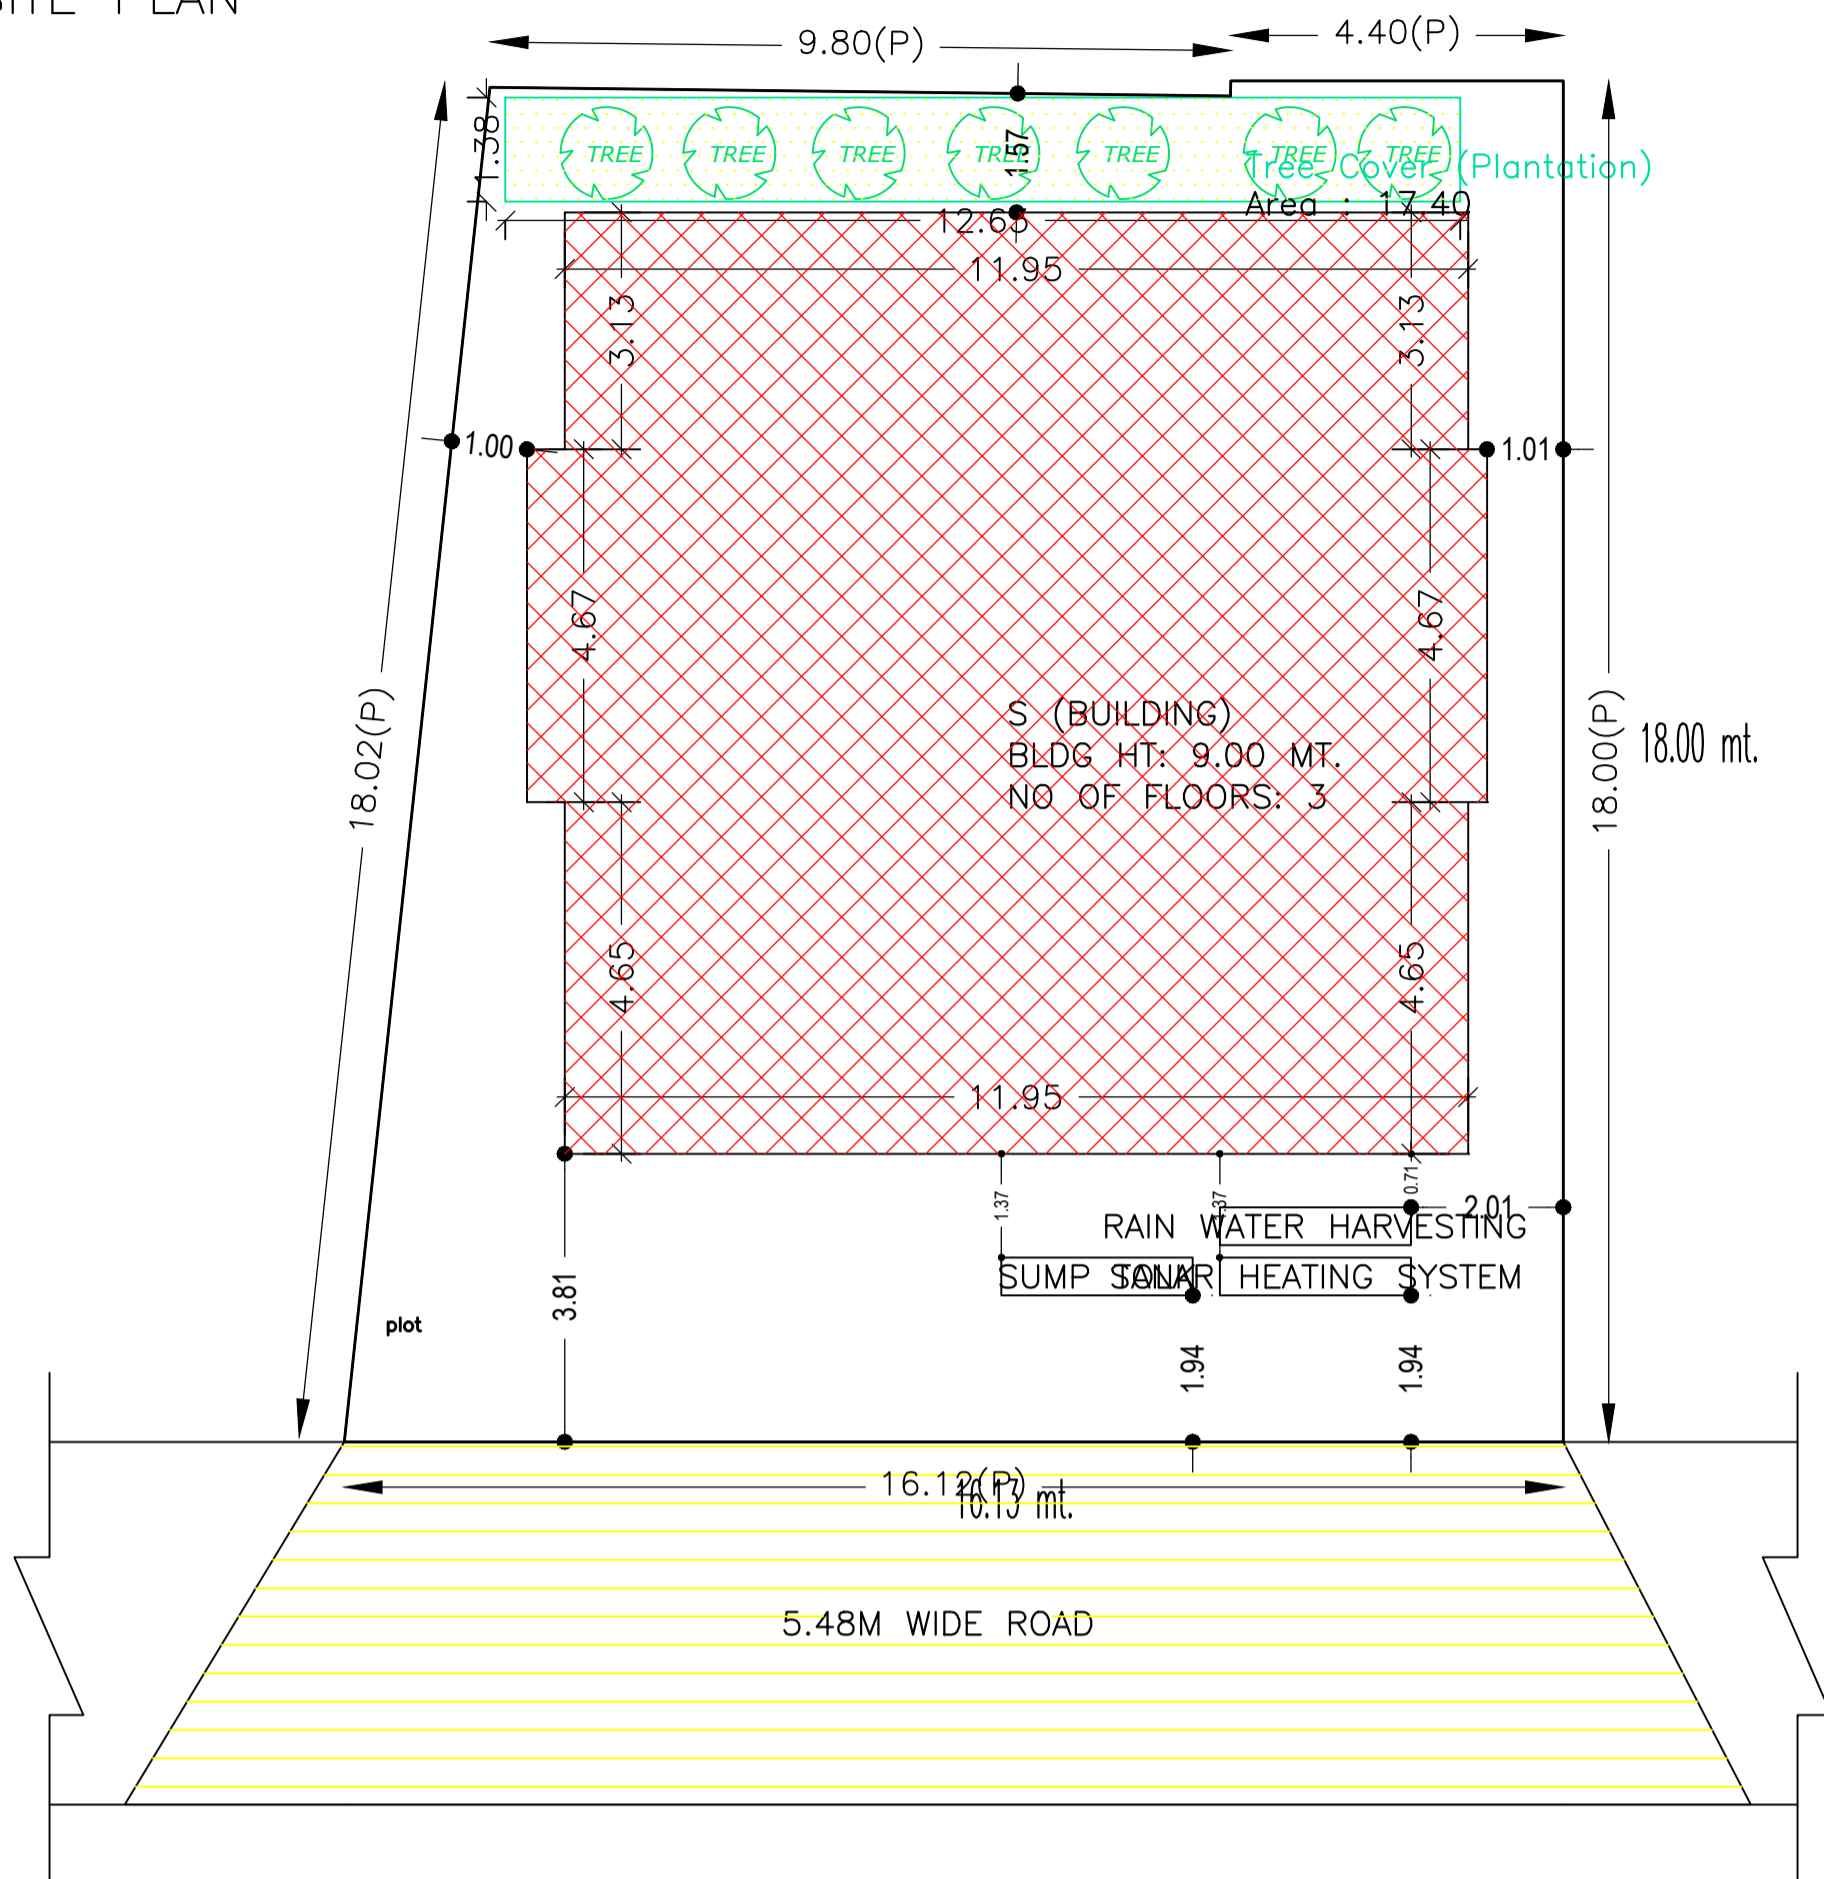 SITE PLAN
9.80(P)
4.40(P)
1.38
TREE TREE TREE TREE TREE TREE TREE
1.57
Tree Cover (Plantation)
Area : 17.40
12.65
11.95
3.13
3.13
1.00
1.01
4.67
4.67
18.02(P)
S (BUILDING)
BLDG HT: 9.00 MT.
NO OF FLOORS: 3
18.00(P)
18.00 mt.
4.65
4.65
11.95
1.37
1.37
0.71
2.01
RAIN WATER HARVESTING
SUMP TANK
SOLAR HEATING SYSTEM
3.81
plot
1.94
1.94
16.12(P)
16.13 mt.
5.48M WIDE ROAD